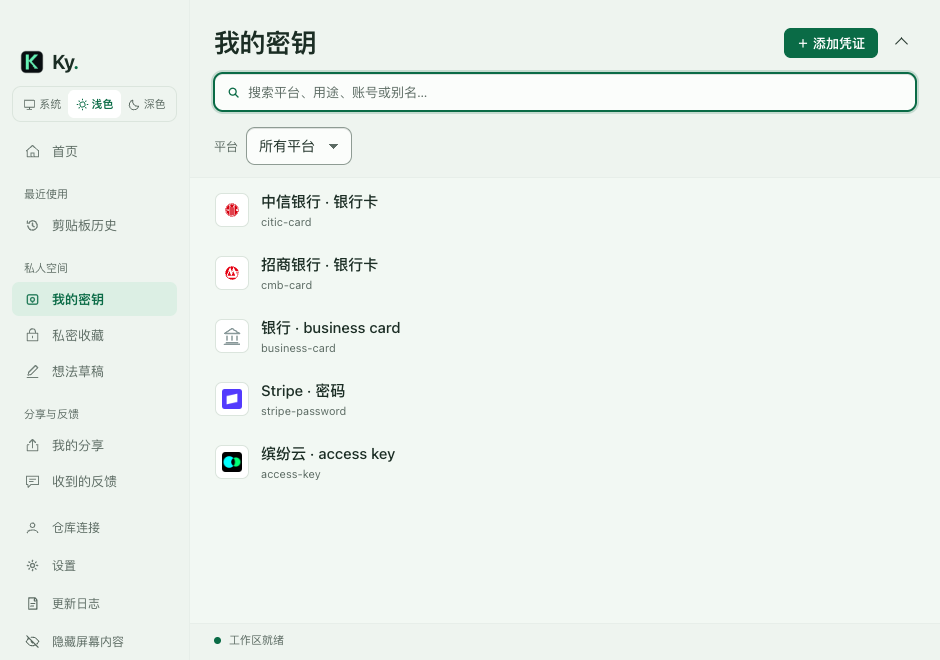 Ky.
系统
浅色
深色
首页
最近使用
剪贴板历史
私人空间
我的密钥
私密收藏
想法草稿
分享与反馈
我的分享
收到的反馈
仓库连接
设置
更新日志
隐藏屏幕内容
我的密钥
+ 添加凭证
搜索平台、用途、账号或别名...
平台
所有平台
中信银行 · 银行卡
citic-card
招商银行 · 银行卡
cmb-card
银行 · business card
business-card
Stripe · 密码
stripe-password
缤纷云 · access key
access-key
工作区就绪